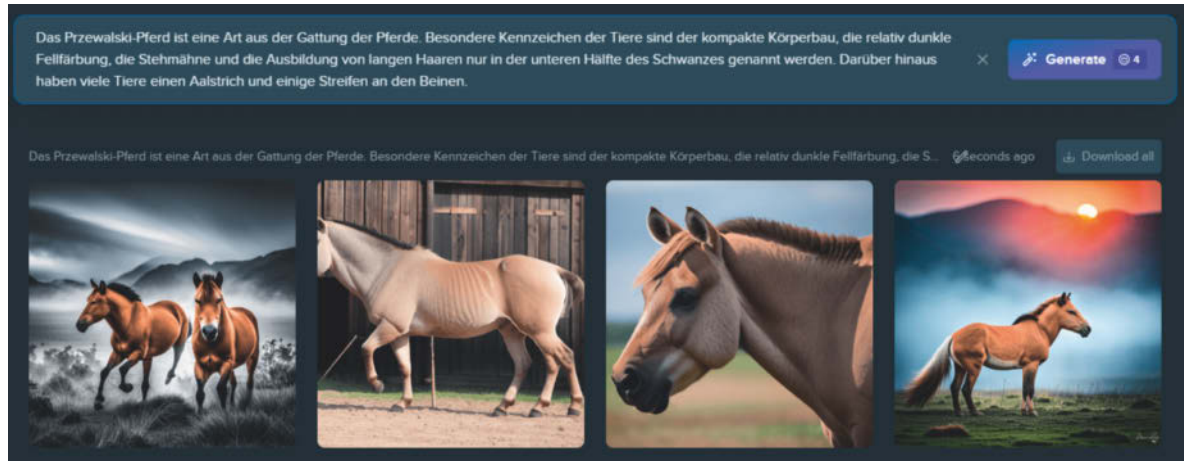 Das Przewalski-Pferd ist eine Art aus der Gattung der Pferde. Besondere Kennzeichen der Tiere sind der kompakte Körperbau, die relativ dunkle
Fellfärbung, die Stehmähne und die Ausbildung von langen Haaren nur in der unteren Hälfte des Schwanzes genannt werden. Darüber hinaus
haben viele Tiere einen Aalstrich und einige Streifen an den Beinen.
Generate 4
Das Przewalski-Pferd ist eine Art aus der Gattung der Pferde. Besondere Kennzeichen der Tiere sind der kompakte Körperbau, die relativ dunkle Fellfärbung, die S...
seconds ago
Download all